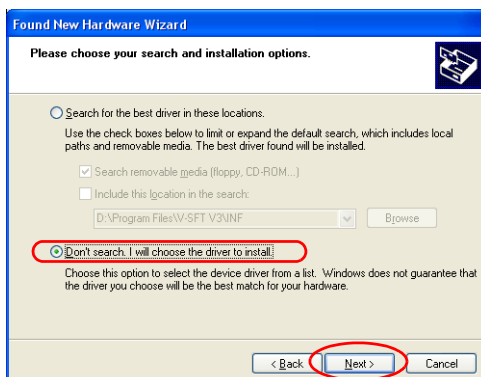 Found New Hardware Wizard
Please choose your search and installation options.
Search for the best driver in these locations.
Use the check boxes below to limit or expand the default search, which includes local
paths and removable media. The best driver found will be installed.
Search removable media (floppy, CD-ROM...)
Include this location in the search:
D:\Program Files\V-SFT V3\INF
Browse
Don't search. I will choose the driver to install.
Choose this option to select the device driver from a list. Windows does not guarantee that
the driver you choose will be the best match for your hardware.
< Back
Next >
Cancel